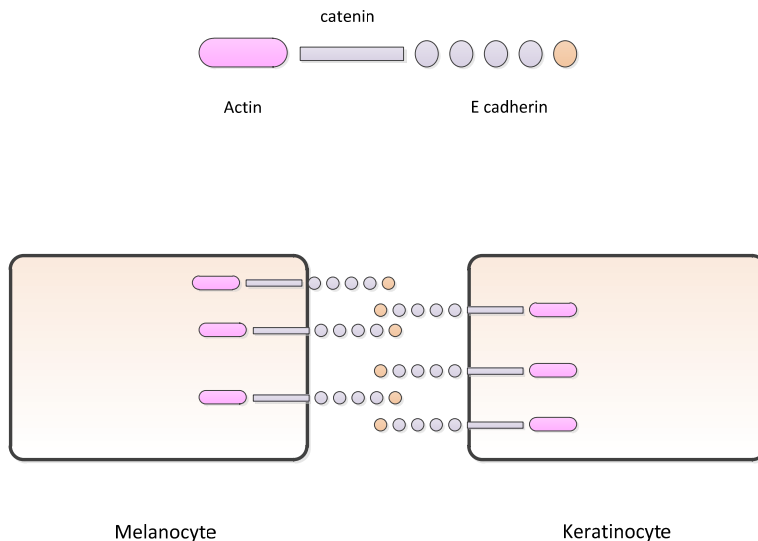 catenin
Actin
E cadherin
Melanocyte
Keratinocyte